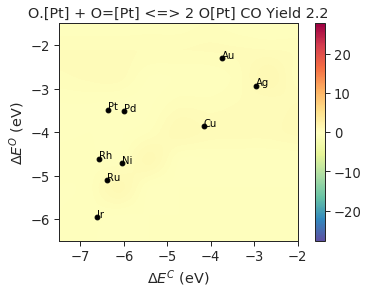 O.[Pt] + O=[Pt] <=> 2 O[Pt] CO Yield 2.2
−2
−3
−4
−5
−6
ΔE^O (eV)
Au
Ag
Pt
Pd
Cu
Rh
Ni
Ru
Ir
20
10
0
−10
−20
−7
−6
−5
−4
−3
−2
ΔE^C (eV)